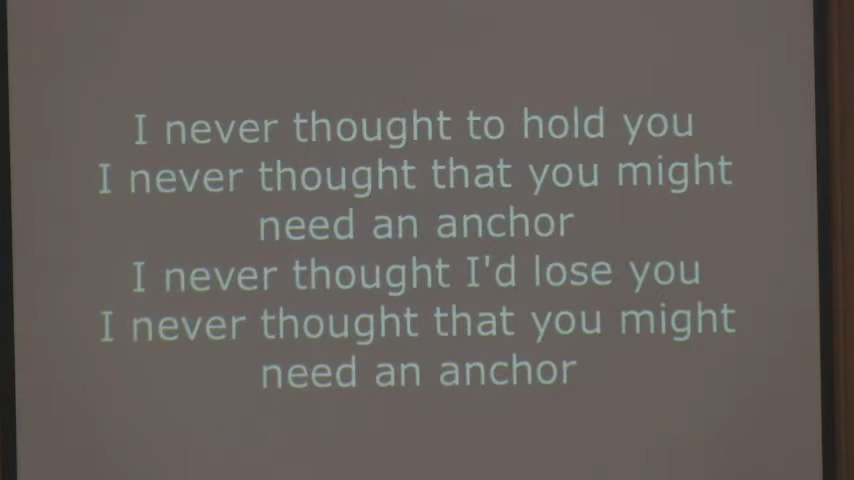 I never thought to hold you
I never thought that you might
need an anchor
I never thought I'd lose you
I never thought that you might
need an anchor